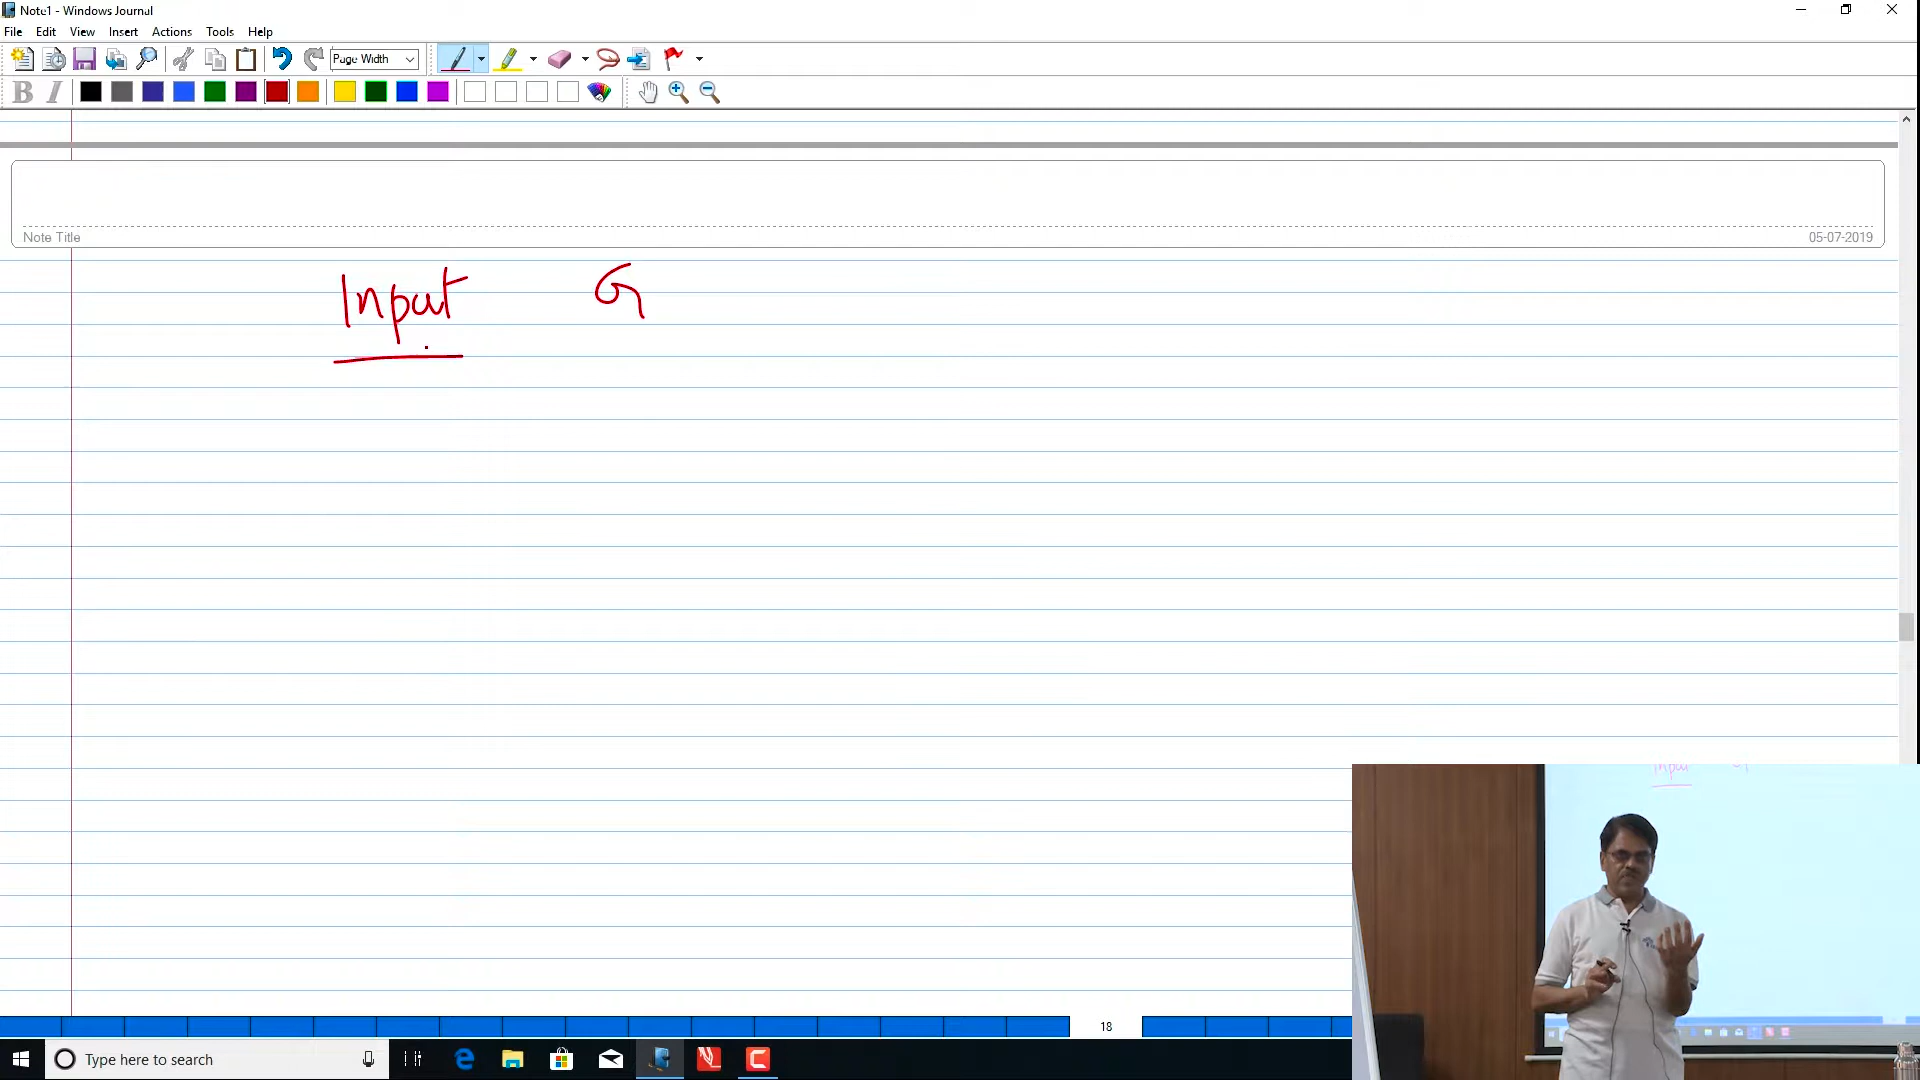 Note1 - Windows Journal
File Edit View Insert Actions Tools Help
Page Width
B I
Note Title
05-07-2019
Input G
18
Type here to search
Input